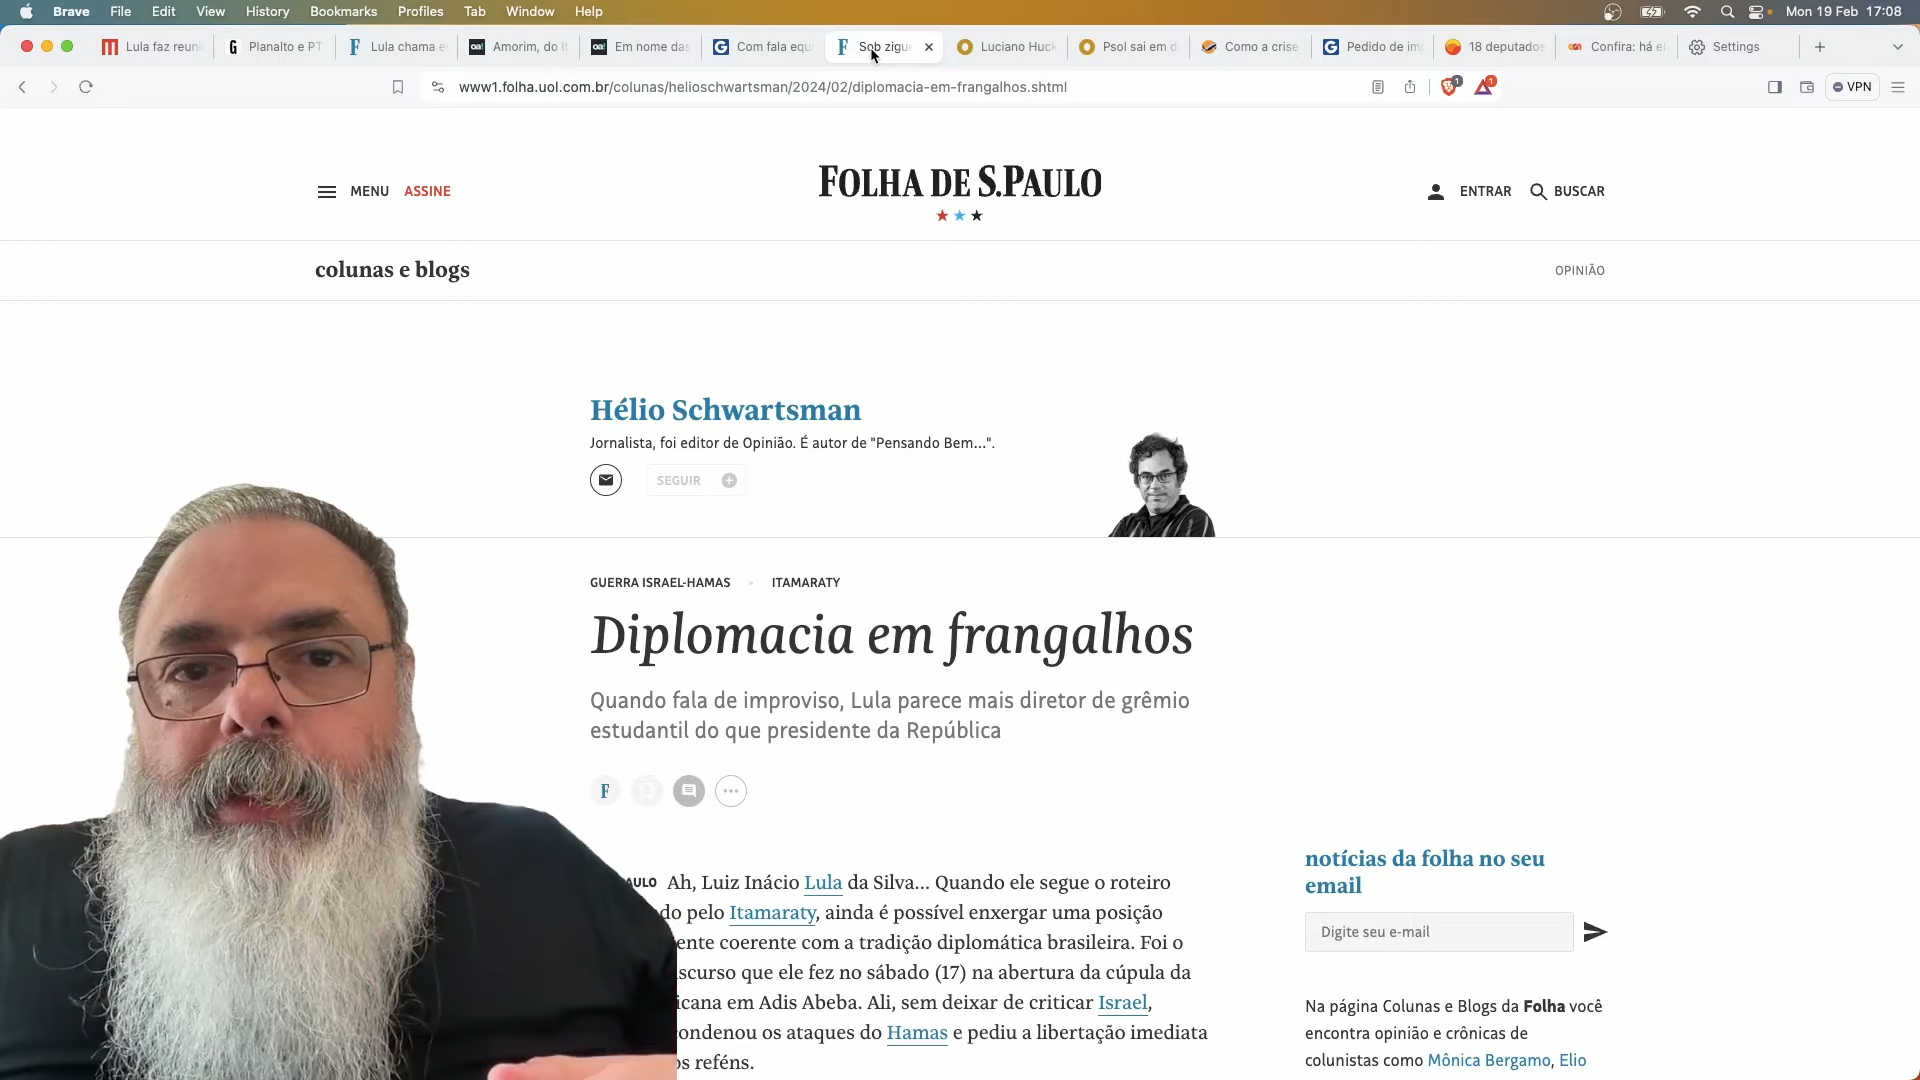 Brave File Edit View History Bookmarks Profiles Tab Window Help Mon 19 Feb 17:08
Lula faz reuni Planalto e PT Lula chama e Amorim, do It Em nome das Com fala equ Sob zigu Luciano Huck Psol sai em d Como a crise Pedido de im 18 deputados Confira: há el Settings
www1.folha.uol.com.br/colunas/helioschwartsman/2024/02/diplomacia-em-frangalhos.shtml 1 1 VPN
MENU ASSINE FOLHA DE S.PAULO ENTRAR BUSCAR
colunas e blogs OPINIÃO
Hélio Schwartsman
Jornalista, foi editor de Opinião. É autor de "Pensando Bem...".
SEGUIR
GUERRA ISRAEL-HAMAS ITAMARATY
Diplomacia em frangalhos
Quando fala de improviso, Lula parece mais diretor de grêmio
estudantil do que presidente da República
F
AULO Ah, Luiz Inácio Lula da Silva... Quando ele segue o roteiro
do pelo Itamaraty, ainda é possível enxergar uma posição
ente coerente com a tradição diplomática brasileira. Foi o
scurso que ele fez no sábado (17) na abertura da cúpula da
icana em Adis Abeba. Ali, sem deixar de criticar Israel,
condenou os ataques do Hamas e pediu a libertação imediata
os reféns.
notícias da folha no seu
email
Digite seu e-mail
Na página Colunas e Blogs da Folha você
encontra opinião e crônicas de
colunistas como Mônica Bergamo, Elio